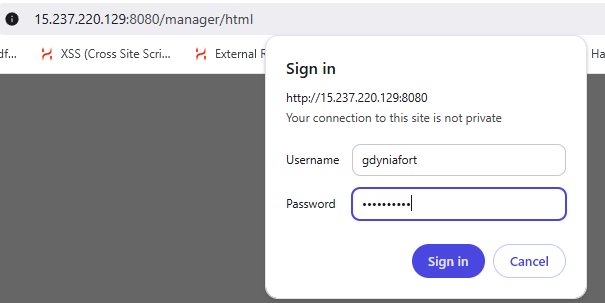 15.237.220.129:8080/manager/html
df... XSS (Cross Site Scri... External R Ha
Sign in
http://15.237.220.129:8080
Your connection to this site is not private
Username gdyniafort
Password ••••••••••
Sign in Cancel